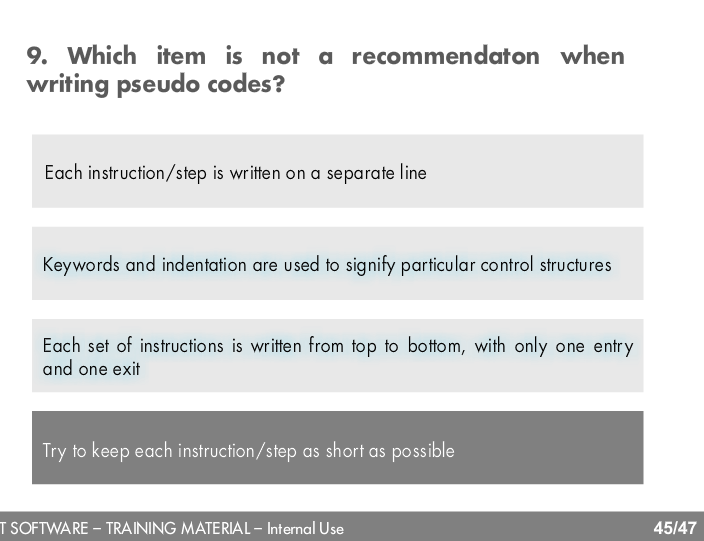 9. Which item is not a recommendaton when
writing pseudo codes?
Each instruction/step is written on a separate line
Keywords and indentation are used to signify particular control structures
Each set of instructions is written from top to bottom, with only one entry
and one exit
Try to keep each instruction/step as short as possible
T SOFTWARE – TRAINING MATERIAL – Internal Use
45/47